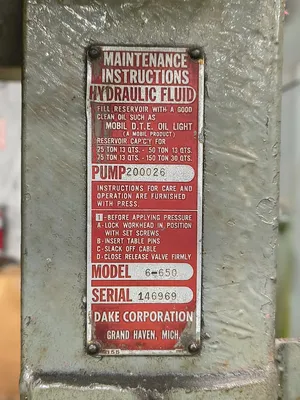 MAINTENANCE
INSTRUCTIONS
HYDRAULIC FLUID
FILL RESERVOIR WITH A GOOD
CLEAN OIL SUCH AS
MOBIL D.T.E. OIL LIGHT
(A MOBIL PRODUCT)
RESERVOIR CAP'CY FOR
25 TON 13 QTS. - 50 TON 13 QTS.
75 TON 13 QTS. - 150 TON 30 QTS.
PUMP 200026
INSTRUCTIONS FOR CARE AND
OPERATION ARE FURNISHED
WITH PRESS.
1 - BEFORE APPLYING PRESSURE
A-LOCK WORKHEAD IN POSITION
WITH SET SCREWS
B-INSERT TABLE PINS
C-SLACK OFF CABLE
D-CLOSE RELEASE VALVE FIRMLY
MODEL 6-650
SERIAL 146969
DAKE CORPORATION
GRAND HAVEN, MICH.